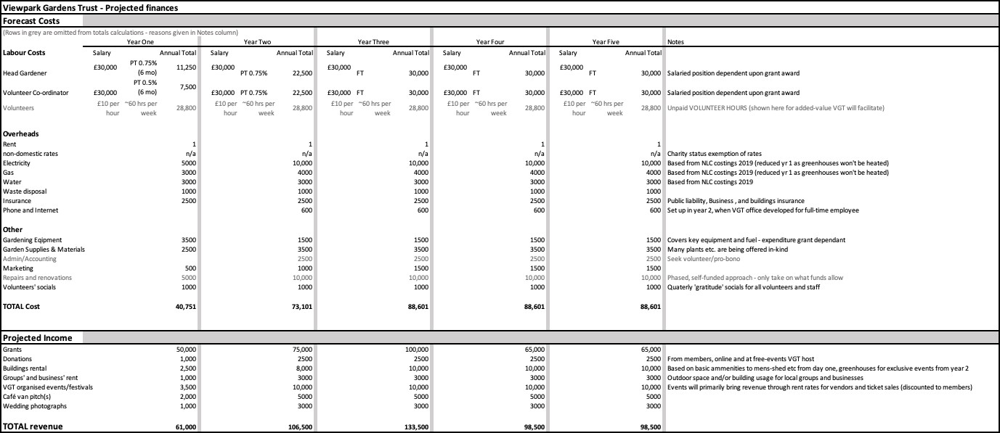 Viewpark Gardens Trust - Projected finances
Forecast Costs
(Rows in grey are omitted from totals calculations - reasons given in Notes column)
Year One Year Two Year Three Year Four Year Five Notes
Labour Costs Salary Annual Total Salary Annual Total Salary Annual Total Salary Annual Total Salary Annual Total
Head Gardener £30,000 PT 0.75% (6 mo) 11,250 £30,000 PT 0.75% 22,500 £30,000 FT 30,000 £30,000 FT 30,000 £30,000 FT 30,000 Salaried position dependent upon grant award
Volunteer Co-ordinator £30,000 PT 0.5% (6 mo) 7,500 £30,000 PT 0.75% 22,500 £30,000 FT 30,000 £30,000 FT 30,000 £30,000 FT 30,000 Salaried position dependent upon grant award
Volunteers £10 per hour ~60 hrs per week 28,800 £10 per hour ~60 hrs per week 28,800 £10 per hour ~60 hrs per week 28,800 £10 per hour ~60 hrs per week 28,800 £10 per hour ~60 hrs per week 28,800 Unpaid VOLUNTEER HOURS (shown here for added-value VGT will facilitate)
Overheads
Rent 1 1 1 1 1
non-domestic rates n/a n/a n/a n/a n/a Charity status exemption of rates
Electricity 5000 10,000 10,000 10,000 10,000 Based from NLC costings 2019 (reduced yr 1 as greenhouses won't be heated)
Gas 3000 4000 4000 4000 4000 Based from NLC costings 2019 (reduced yr 1 as greenhouses won't be heated)
Water 3000 3000 3000 3000 3000 Based from NLC costings 2019
Waste disposal 1000 1000 1000 1000 1000
Insurance 2500 2500 2500 2500 2500 Public liability, Business , and buildings insurance
Phone and Internet 600 600 600 600 Set up in year 2, when VGT office developed for full-time employee
Other
Gardening Eqipment 3500 1500 1500 1500 1500 Covers key equipment and fuel - expenditure grant dependant
Garden Supplies & Materials 2500 3500 3500 3500 3500 Many plants etc. are being offered in-kind
Admin/Accounting 2500 2500 2500 2500 Seek volunteer/pro-bono
Marketing 500 1000 1500 1500 1500
Repairs and renovations 5000 10,000 10,000 10,000 10,000 Phased, self-funded approach - only take on what funds allow
Volunteers' socials 1000 1000 1000 1000 1000 Quaterly 'gratitude' socials for all volunteers and staff
TOTAL Cost 40,751 73,101 88,601 88,601 88,601
Projected Income
Grants 50,000 75,000 100,000 65,000 65,000
Donations 1,000 2500 2500 2500 2500 From members, online and at free-events VGT host
Buildings rental 2,500 8,000 10,000 10,000 10,000 Based on basic ammenities to mens-shed etc from day one, greenhouses for exclusive events from year 2
Groups' and business' rent 1,000 3000 3000 3000 3000 Outdoor space and/or building usage for local groups and businesses
VGT organised events/festivals 3,500 10,000 10,000 10,000 10,000 Events will primarily bring revenue through rent rates for vendors and ticket sales (discounted to members)
Café van pitch(s) 2,000 5000 5000 5000 5000
Wedding photographs 1,000 3000 3000 3000 3000
TOTAL revenue 61,000 106,500 133,500 98,500 98,500